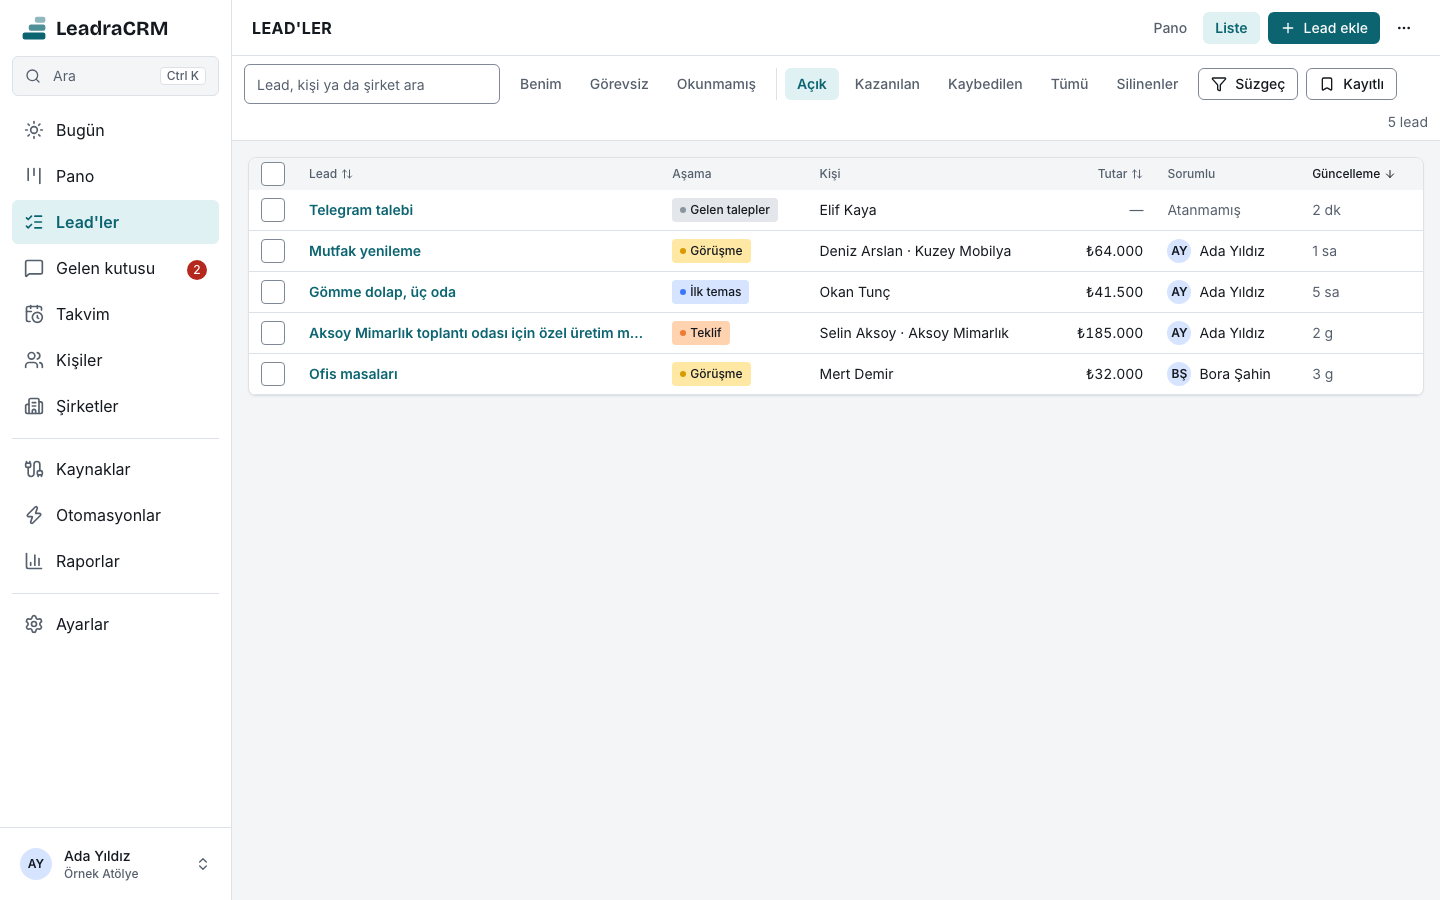 LeadraCRM
Ara Ctrl K
Bugün
Pano
Lead'ler
Gelen kutusu 2
Takvim
Kişiler
Şirketler
Kaynaklar
Otomasyonlar
Raporlar
Ayarlar
AY Ada Yıldız
Örnek Atölye
LEAD'LER Pano Liste Lead ekle
Lead, kişi ya da şirket ara Benim Görevsiz Okunmamış Açık Kazanılan Kaybedilen Tümü Silinenler Süzgeç Kayıtlı
5 lead
Lead Aşama Kişi Tutar Sorumlu Güncelleme
Telegram talebi Gelen talepler Elif Kaya — Atanmamış 2 dk
Mutfak yenileme Görüşme Deniz Arslan · Kuzey Mobilya ₺64.000 AY Ada Yıldız 1 sa
Gömme dolap, üç oda İlk temas Okan Tunç ₺41.500 AY Ada Yıldız 5 sa
Aksoy Mimarlık toplantı odası için özel üretim m... Teklif Selin Aksoy · Aksoy Mimarlık ₺185.000 AY Ada Yıldız 2 g
Ofis masaları Görüşme Mert Demir ₺32.000 BŞ Bora Şahin 3 g